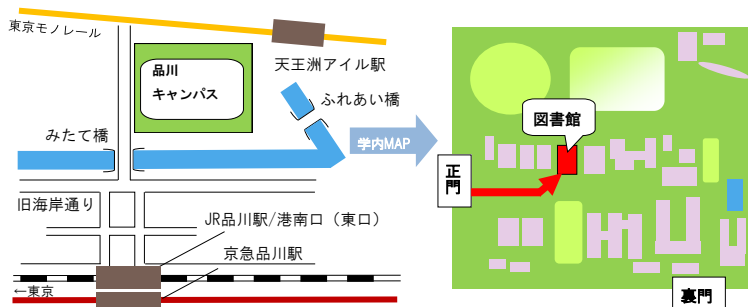 東京モノレール
天王洲アイル駅
品川
キャンパス
ふれあい橋
みたて橋
旧海岸通り
JR品川駅/港南口（東口）
京急品川駅
←東京
学内MAP
図書館
正門
裏門